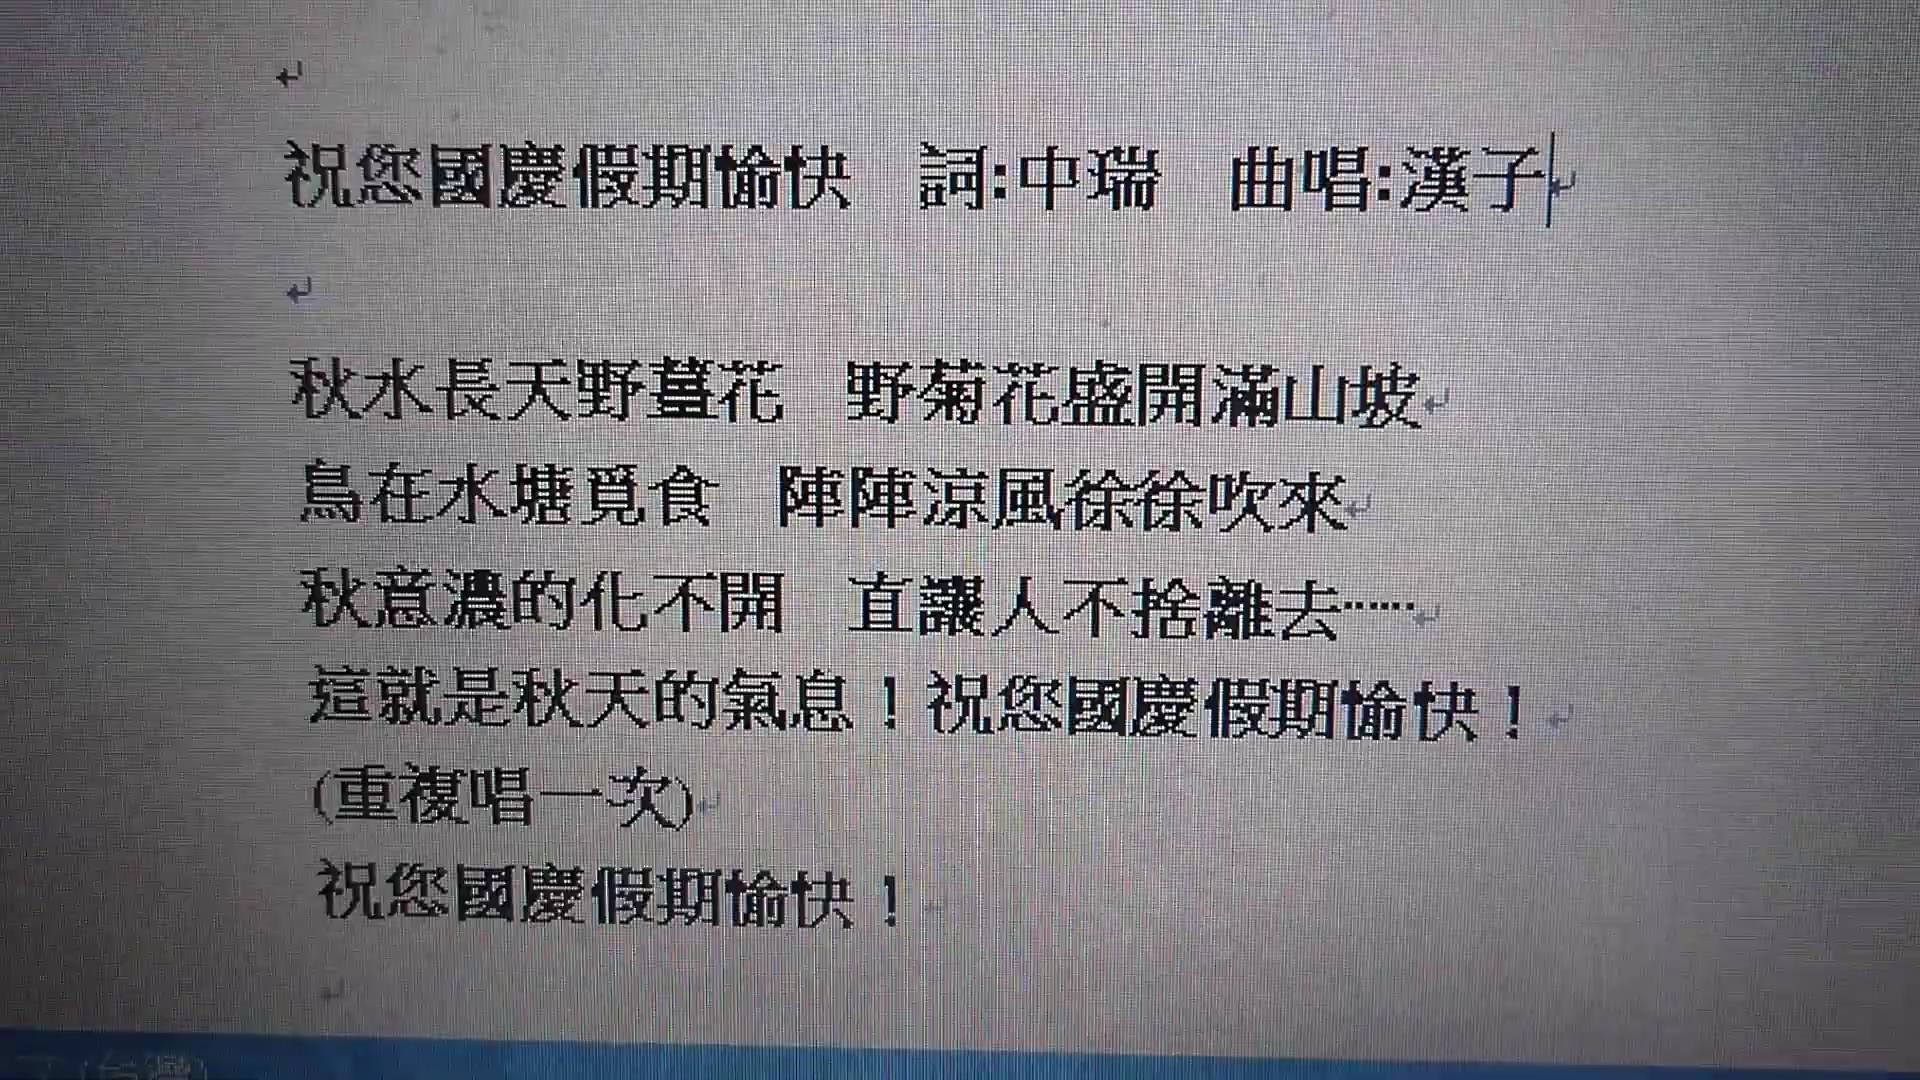 祝您國慶假期愉快　詞:中瑞　曲唱:漢子
秋水長天野薑花　野菊花盛開滿山坡
鳥在水塘覓食　陣陣涼風徐徐吹來
秋意濃的化不開　直讓人不捨離去……
這就是秋天的氣息！祝您國慶假期愉快！
(重複唱一次)
祝您國慶假期愉快！